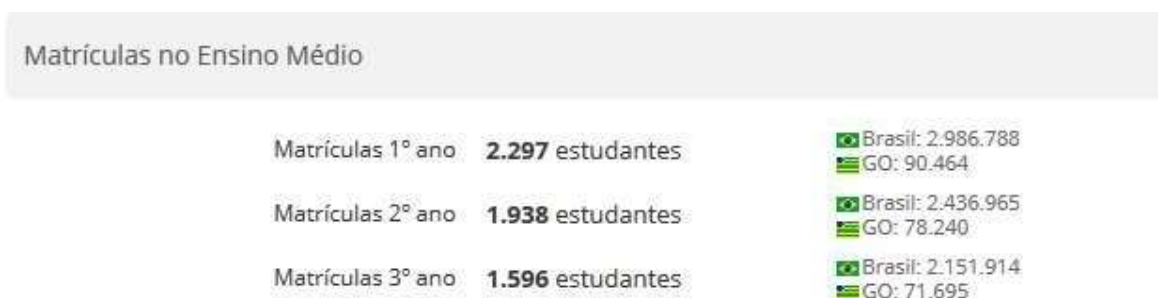 Matrículas no Ensino Médio
Matrículas 1º ano 2.297 estudantes Brasil: 2.986.788
GO: 90.464
Matrículas 2º ano 1.938 estudantes Brasil: 2.436.965
GO: 78.240
Matrículas 3º ano 1.596 estudantes Brasil: 2.151.914
GO: 71.695